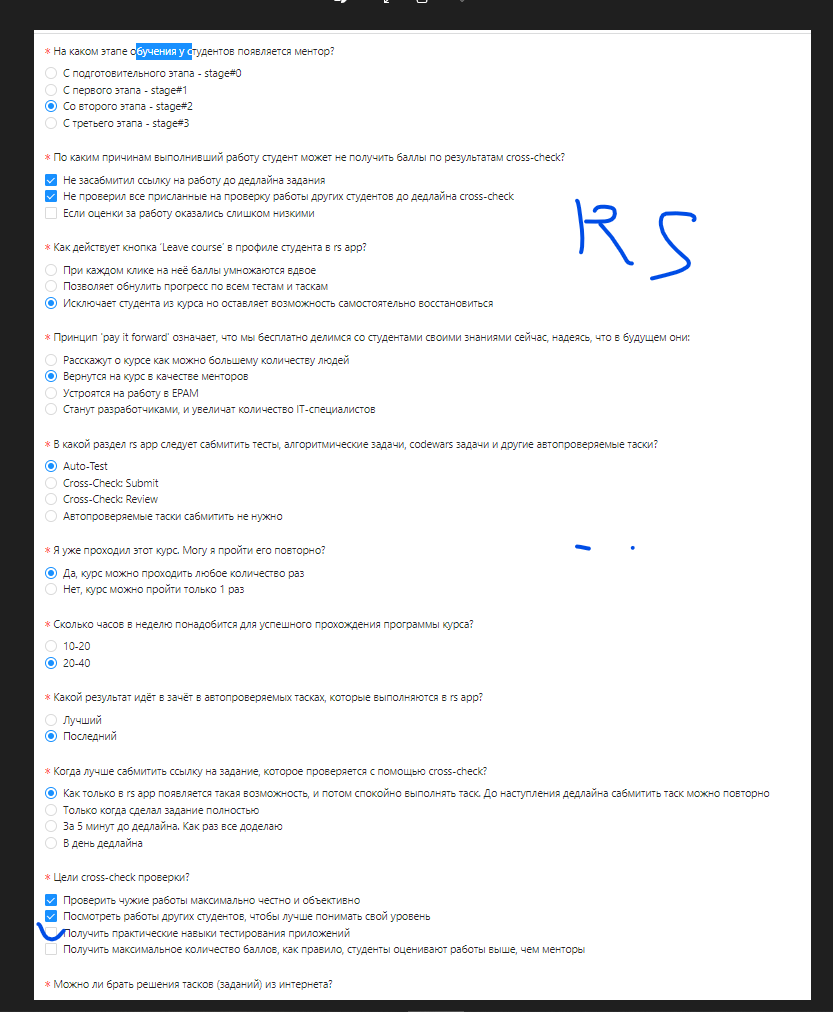 * На каком этапе обучения у студентов появляется ментор?
С подготовительного этапа - stage#0
С первого этапа - stage#1
Со второго этапа - stage#2
С третьего этапа - stage#3
* По каким причинам выполнивший работу студент может не получить баллы по результатам cross-check?
Не засабмитил ссылку на работу до дедлайна задания
Не проверил все присланные на проверку работы других студентов до дедлайна cross-check
Если оценки за работу оказались слишком низкими
RS
* Как действует кнопка 'Leave course' в профиле студента в rs app?
При каждом клике на неё баллы умножаются вдвое
Позволяет обнулить прогресс по всем тестам и таскам
Исключает студента из курса но оставляет возможность самостоятельно восстановиться
* Принцип 'pay it forward' означает, что мы бесплатно делимся со студентами своими знаниями сейчас, надеясь, что в будущем они:
Расскажут о курсе как можно большему количеству людей
Вернутся на курс в качестве менторов
Устроятся на работу в EPAM
Станут разработчиками, и увеличат количество IT-специалистов
* В какой раздел rs app следует сабмитить тесты, алгоритмические задачи, codewars задачи и другие автопроверяемые таски?
Auto-Test
Cross-Check: Submit
Cross-Check: Review
Автопроверяемые таски сабмитить не нужно
* Я уже проходил этот курс. Могу я пройти его повторно?
Да, курс можно проходить любое количество раз
Нет, курс можно пройти только 1 раз
* Сколько часов в неделю понадобится для успешного прохождения программы курса?
10-20
20-40
* Какой результат идёт в зачёт в автопроверяемых тасках, которые выполняются в rs app?
Лучший
Последний
* Когда лучше сабмитить ссылку на задание, которое проверяется с помощью cross-check?
Как только в rs app появляется такая возможность, и потом спокойно выполнять таск. До наступления дедлайна сабмитить таск можно повторно
Только когда сделал задание полностью
За 5 минут до дедлайна. Как раз все доделаю
В день дедлайна
* Цели cross-check проверки?
Проверить чужие работы максимально честно и объективно
Посмотреть работы других студентов, чтобы лучше понимать свой уровень
Получить практические навыки тестирования приложений
Получить максимальное количество баллов, как правило, студенты оценивают работы выше, чем менторы
* Можно ли брать решения тасков (заданий) из интернета?